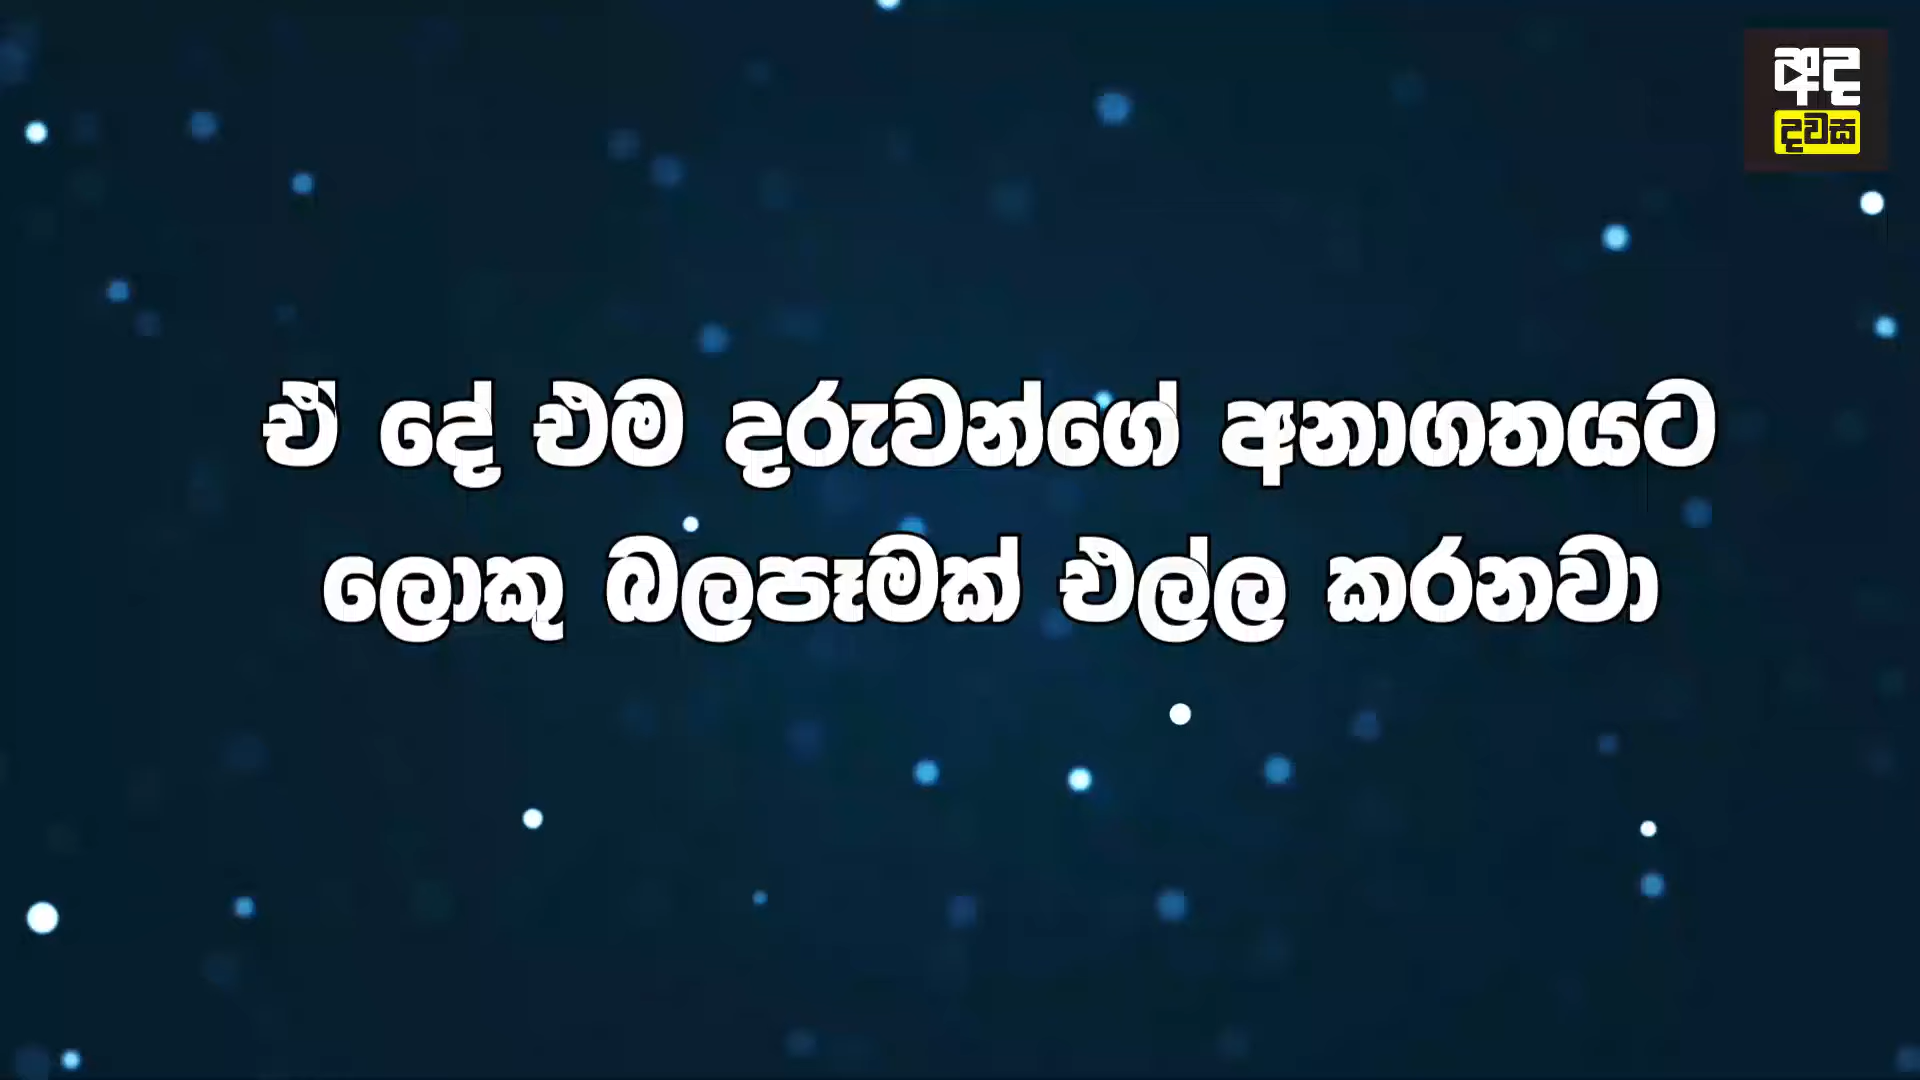 අද
දවස
ඒ දේ එම දරුවන්ගේ අනාගතයට
ලොකු බලපෑමක් එල්ල කරනවා